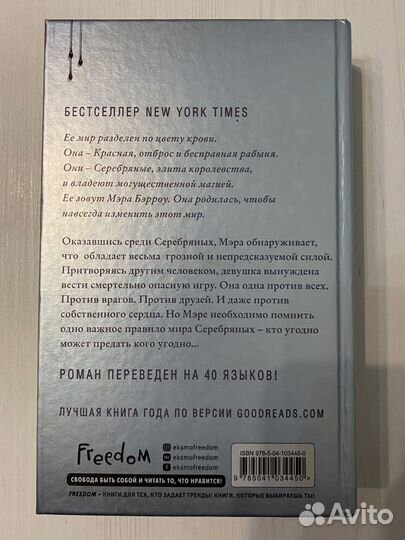 БЕСТСЕЛЛЕР NEW YORK TIMES
Ее мир разделен по цвету крови.
Она – Красная, отброс и бесправная рабыня.
Они – Серебряные, элита королевства,
и владеют могущественной магией.
Ее зовут Мэра Бэрроу. Она родилась, чтобы
навсегда изменить этот мир.
Оказавшись среди Серебряных, Мэра обнаруживает,
что обладает весьма грозной и непредсказуемой силой.
Притворяясь другим человеком, девушка вынуждена
вести смертельно опасную игру. Она одна против всех.
Против врагов. Против друзей. И даже против
собственного сердца. Но Мэре необходимо помнить
одно важное правило мира Серебряных – кто угодно
может предать кого угодно...
РОМАН ПЕРЕВЕДЕН НА 40 ЯЗЫКОВ!
ЛУЧШАЯ КНИГА ГОДА ПО ВЕРСИИ GOODREADS.COM
Freedom
eksmofreedom
eksmofreedom
eksmofreedom
СВОБОДА БЫТЬ СОБОЙ И ЧИТАТЬ ТО, ЧТО НРАВИТСЯ!
FREEDOM – КНИГИ ДЛЯ ТЕХ, КТО ЗАДАЕТ ТРЕНДЫ! КНИГИ, КОТОРЫЕ ВЫБИРАЕШЬ ТЫ!
ISBN 978-5-04-103445-0
9 785041 034450 >
Avito